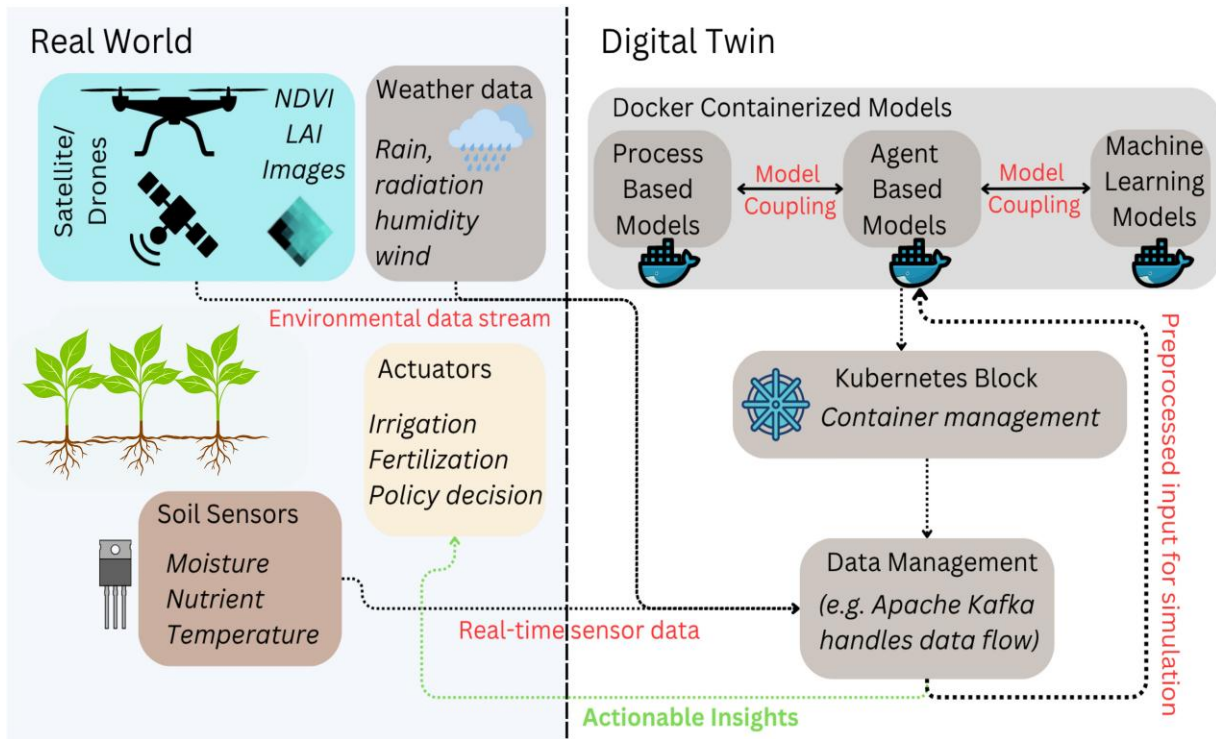 Real World
Satellite/
Drones
NDVI
LAI
Images
Weather data
Rain,
radiation
humidity
wind
Environmental data stream
Actuators
Irrigation
Fertilization
Policy decision
Soil Sensors
Moisture
Nutrient
Temperature
Real-time sensor data
Actionable Insights
Digital Twin
Docker Containerized Models
Process
Based
Models
Model
Coupling
Agent
Based
Models
Model
Coupling
Machine
Learning
Models
Kubernetes Block
Container management
Data Management
(e.g. Apache Kafka
handles data flow)
Preprocessed input for simulation